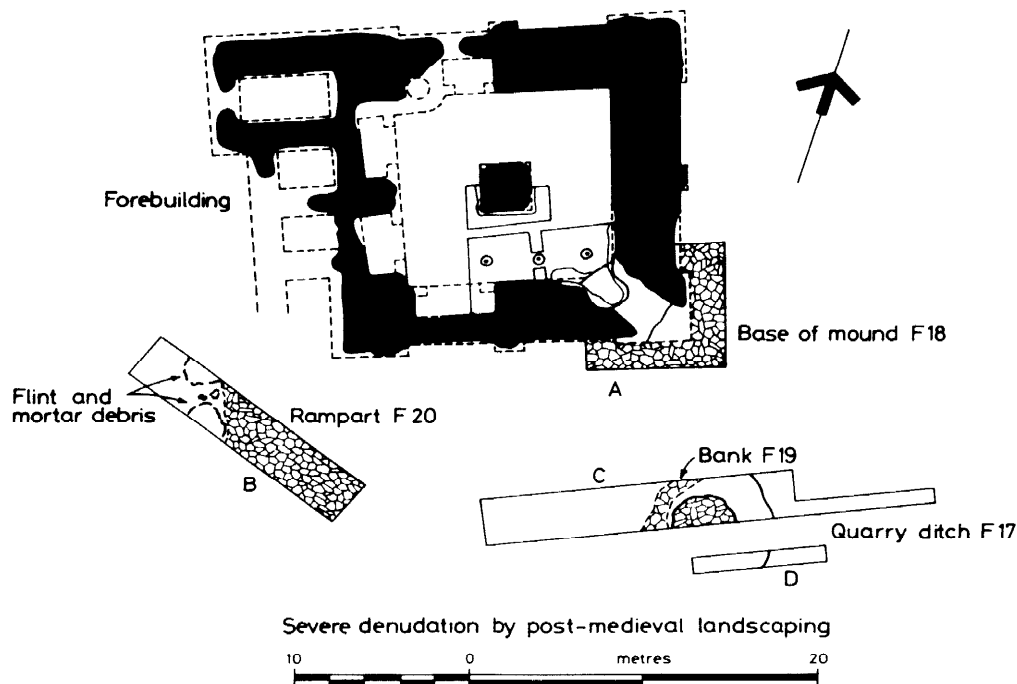 Forebuilding
Base of mound F18
A
Flint and
mortar debris
Rampart F 20
B
Bank F19
C
Quarry ditch F17
D
Severe denudation by post-medieval landscaping
10 0 metres 20